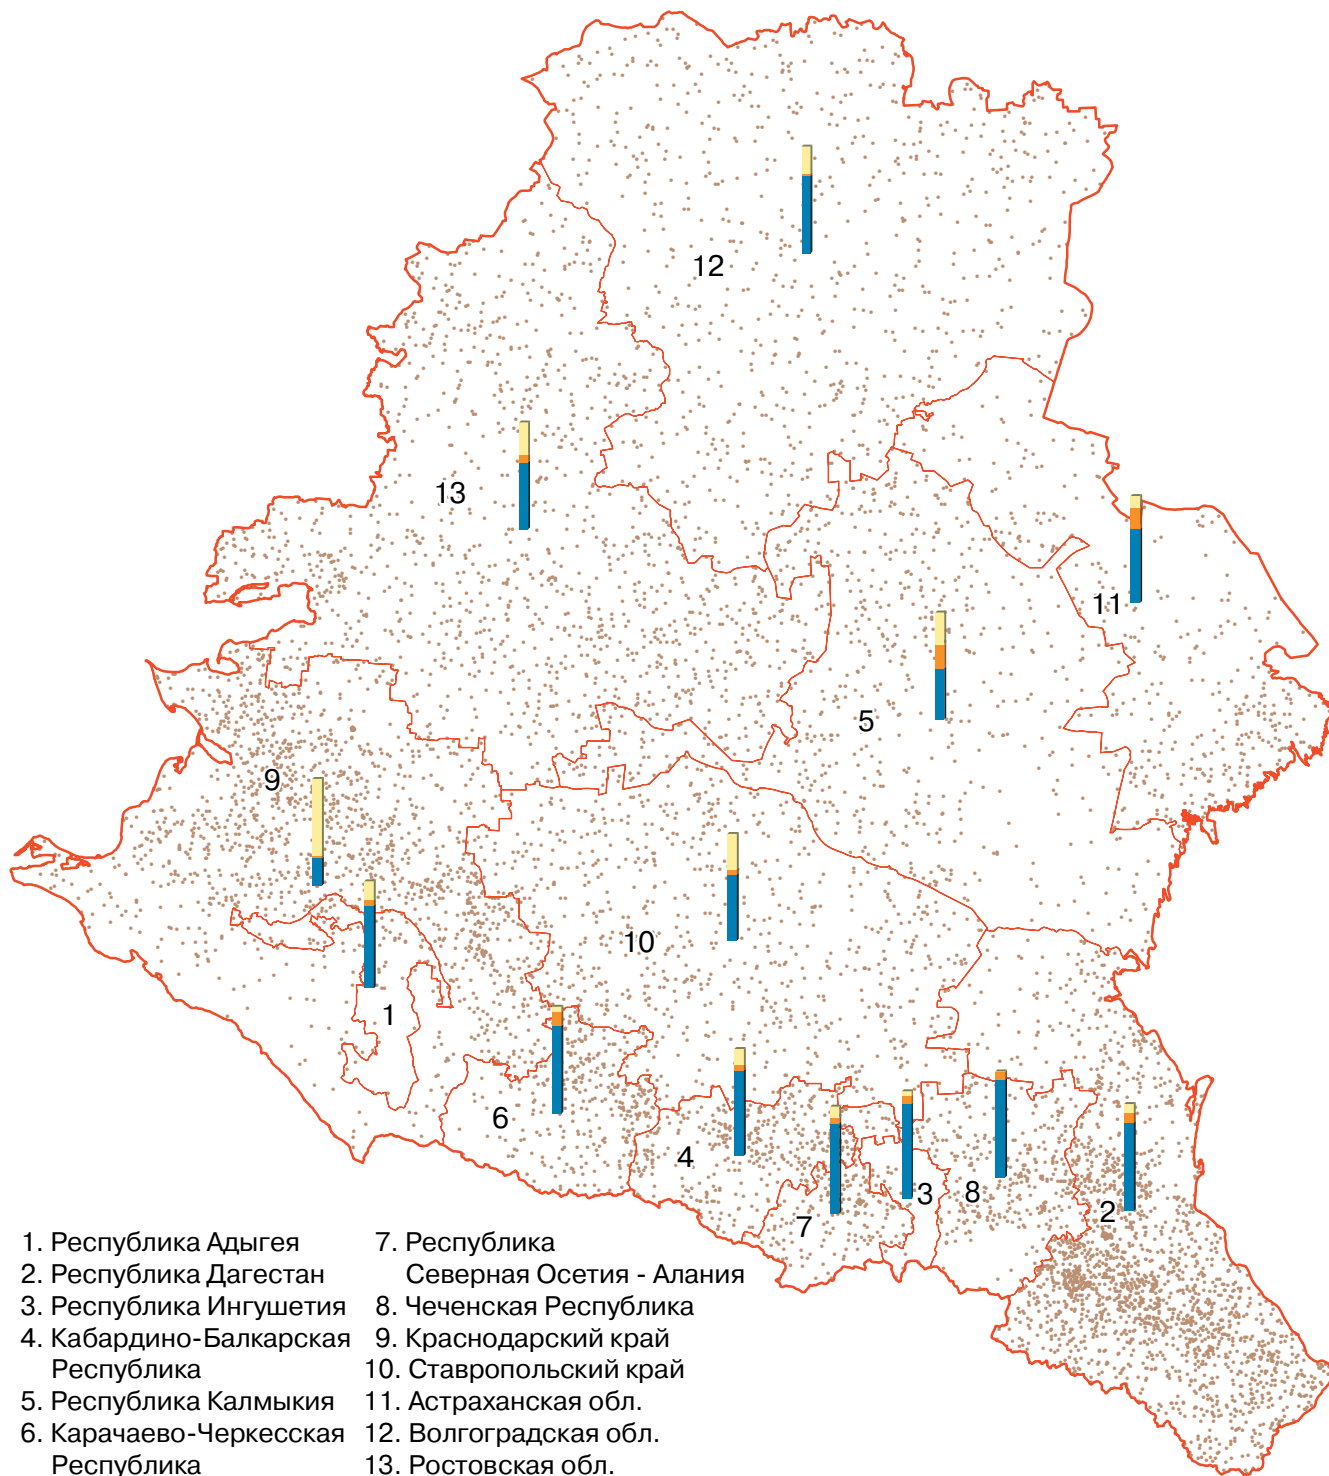 12
13
11
5
9
10
1
6
4
3
8
7
2
1. Республика Адыгея
2. Республика Дагестан
3. Республика Ингушетия
4. Кабардино-Балкарская
Республика
5. Республика Калмыкия
6. Карачаево-Черкесская
Республика
7. Республика
Северная Осетия - Алания
8. Чеченская Республика
9. Краснодарский край
10. Ставропольский край
11. Астраханская обл.
12. Волгоградская обл.
13. Ростовская обл.